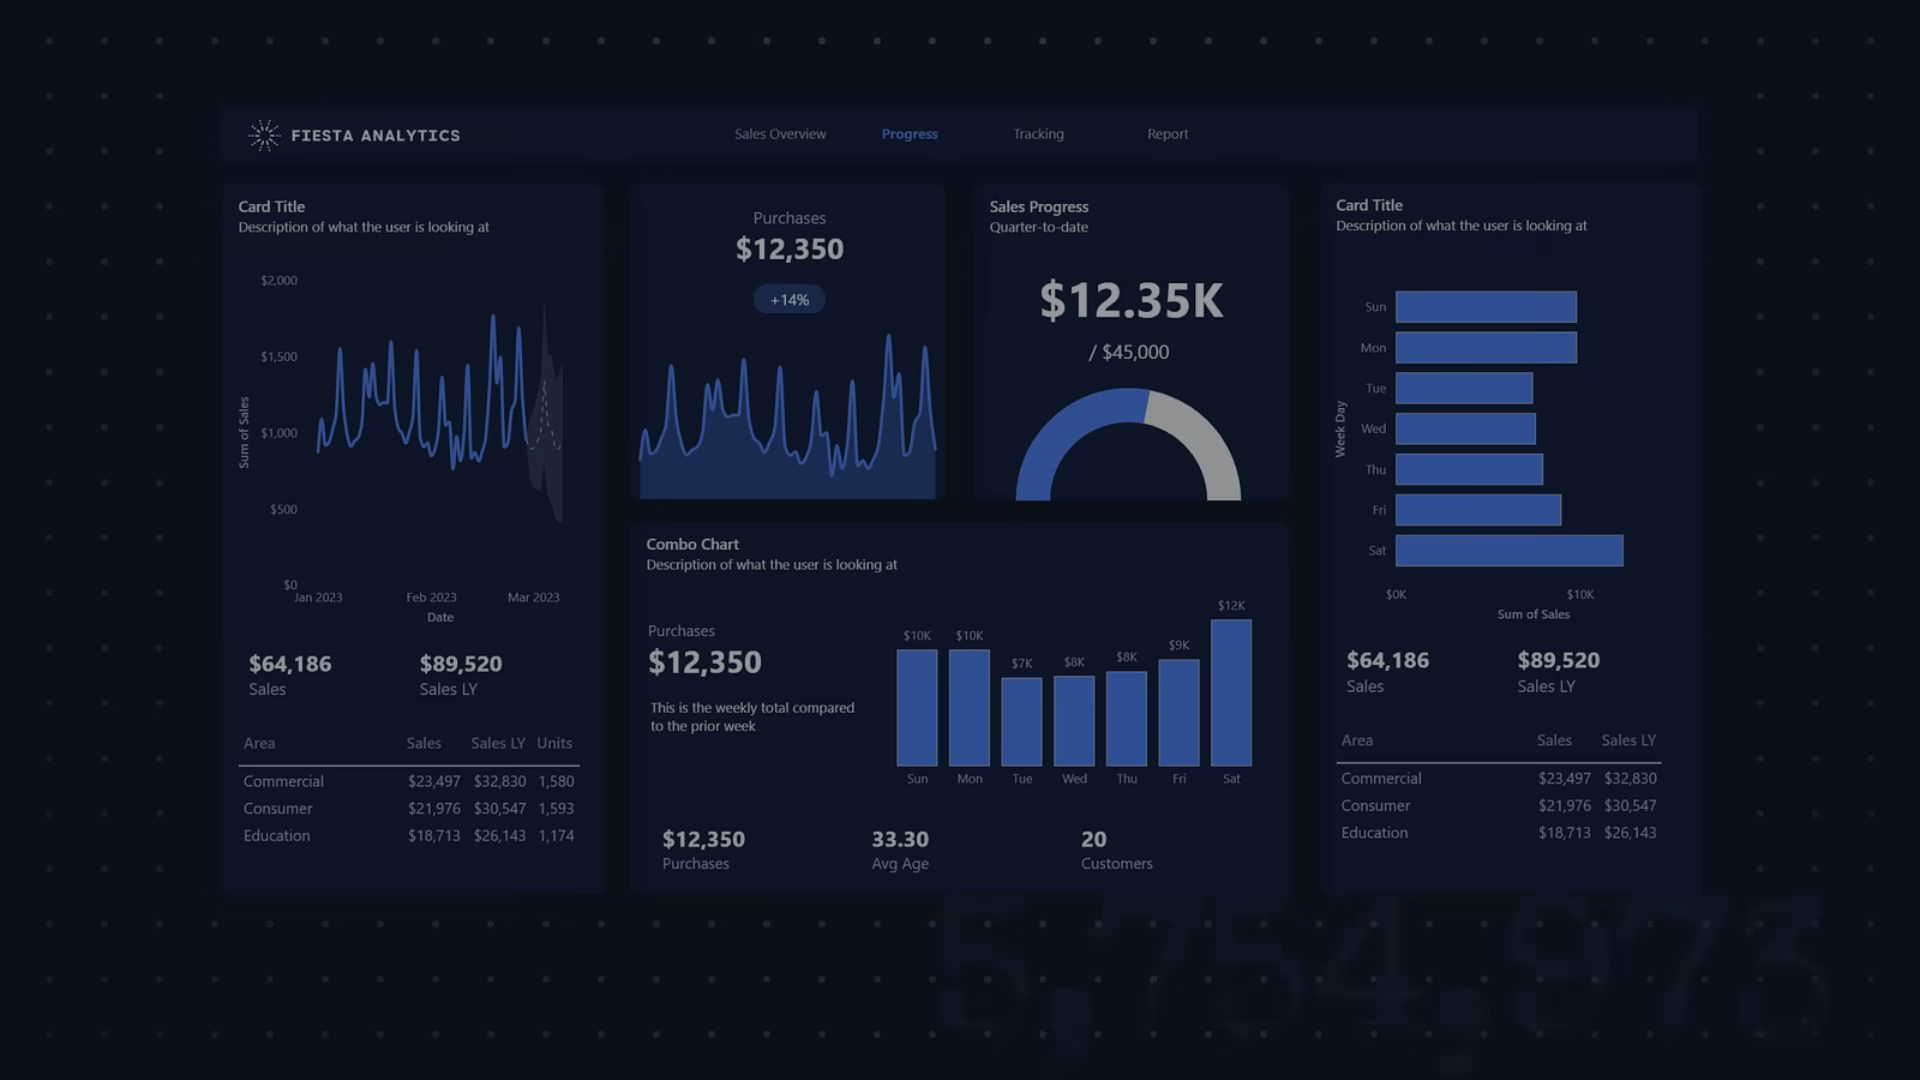 FIESTA ANALYTICS
Sales Overview
Progress
Tracking
Report
Card Title
Description of what the user is looking at
$2,000
$1,500
$1,000
$500
$0
Sum of Sales
Jan 2023
Feb 2023
Mar 2023
Date
$64,186
Sales
$89,520
Sales LY
Area Sales Sales LY Units
Commercial $23,497 $32,830 1,580
Consumer $21,976 $30,547 1,593
Education $18,713 $26,143 1,174
Purchases
$12,350
+14%
Sales Progress
Quarter-to-date
$12.35K
/ $45,000
Combo Chart
Description of what the user is looking at
Purchases
$12,350
This is the weekly total compared
to the prior week
$10K
$10K
$7K
$8K
$8K
$9K
$12K
Sun
Mon
Tue
Wed
Thu
Fri
Sat
$12,350
Purchases
33.30
Avg Age
20
Customers
Card Title
Description of what the user is looking at
Week Day
Sun
Mon
Tue
Wed
Thu
Fri
Sat
$0K
$10K
Sum of Sales
$64,186
Sales
$89,520
Sales LY
Area Sales Sales LY
Commercial $23,497 $32,830
Consumer $21,976 $30,547
Education $18,713 $26,143
5,754,973